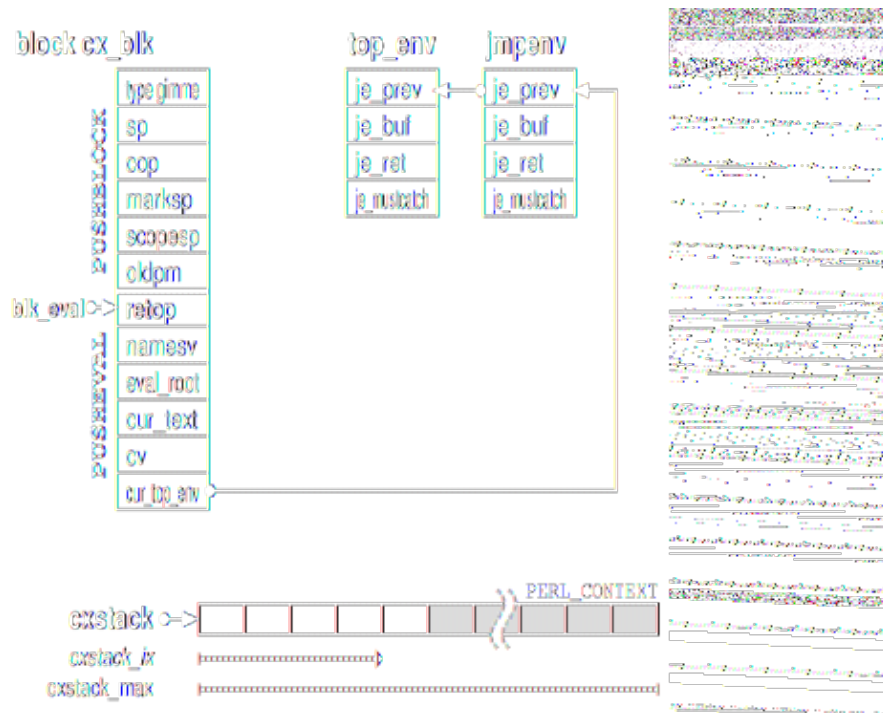 block cx_blk
top_env
jmpenv
type gimme
sp
cop
marksp
scopesp
oldpm
retop
namesv
eval_root
cur_text
cv
cur_top_env
PUSHBLOCK
PUSHEVAL
blk_eval
je_prev
je_buf
je_ret
je_mustcatch
je_prev
je_buf
je_ret
je_mustcatch
PERL_CONTEXT
cxstack
cxstack_ix
cxstack_max